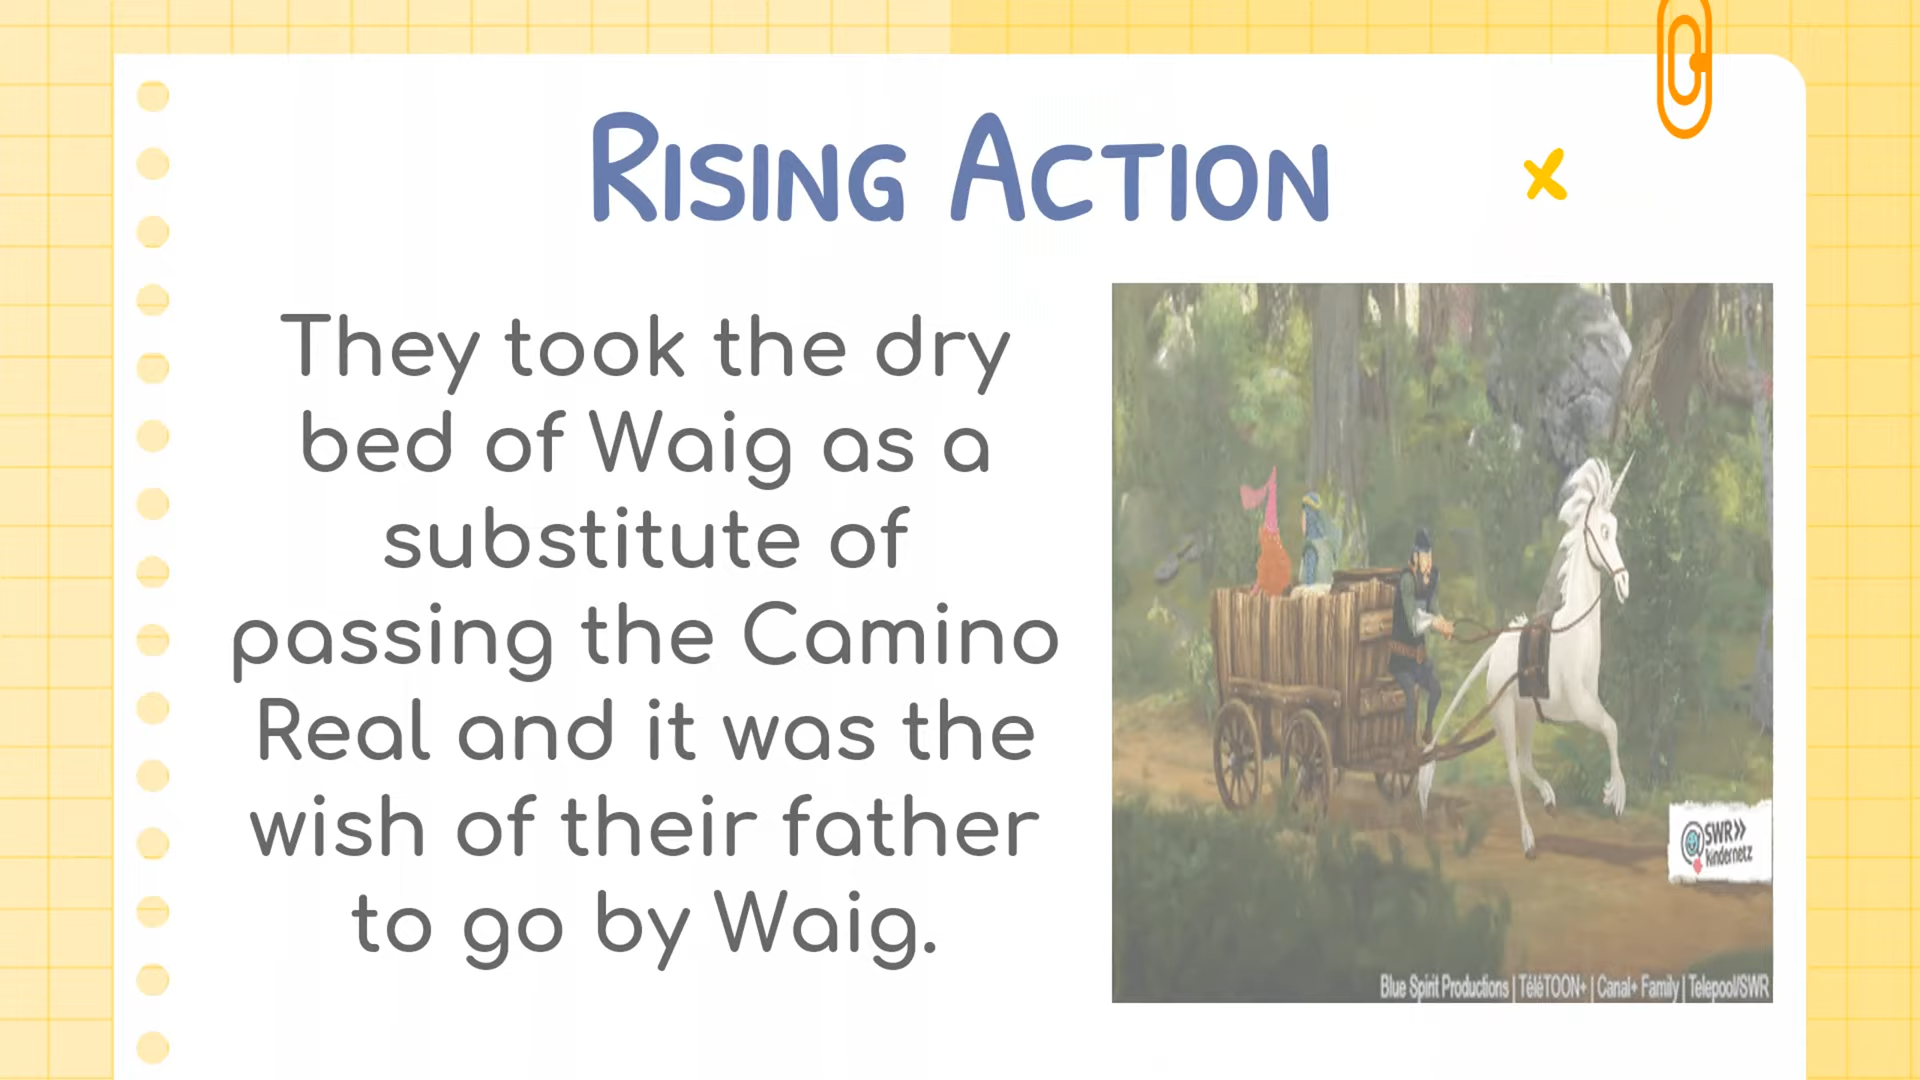 Rising Action
They took the dry
bed of Waig as a
substitute of
passing the Camino
Real and it was the
wish of their father
to go by Waig.
@SWR»
kindernetz
Blue Spirit Productions | TéléTOON+ | Canal+ Family | Telepool/SWR